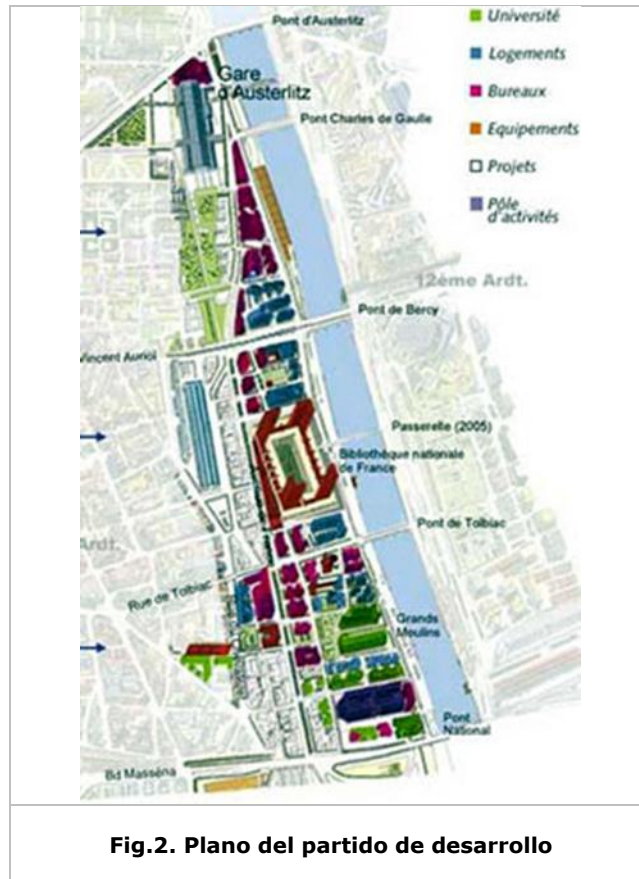 Pont d'Austerlitz
Université
Logements
Bureaux
Equipements
Projets
Pôle
d'activités
Gare
d'Austerlitz
Pont Charles de Gaulle
12ème Ardt.
Pont de Bercy
Vincent Auriol
Passerelle (2005)
Bibliothèque nationale
de France
Pont de Tolbiac
Ardt.
Rue de Tolbiac
Grands
Moulins
Pont
National
Bd Masséna
Fig.2. Plano del partido de desarrollo